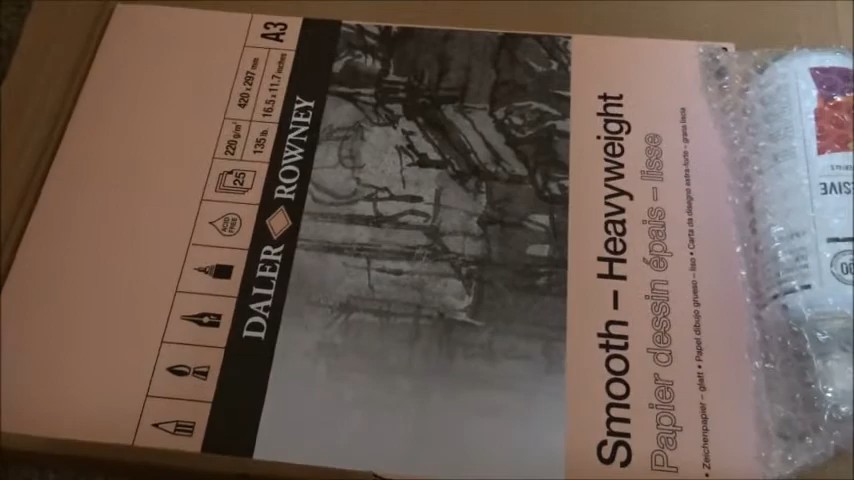 A3
420 x 297 mm
16.5 x 11.7 inches
220 g/m²
135 lb.
25
ACID FREE
DALER ROWNEY
Smooth – Heavyweight
Papier dessin épais – lisse
• Zeichenpapier – glatt • Papel dibujo grueso – liso • Carta da disegno extra-forte – grana liscia